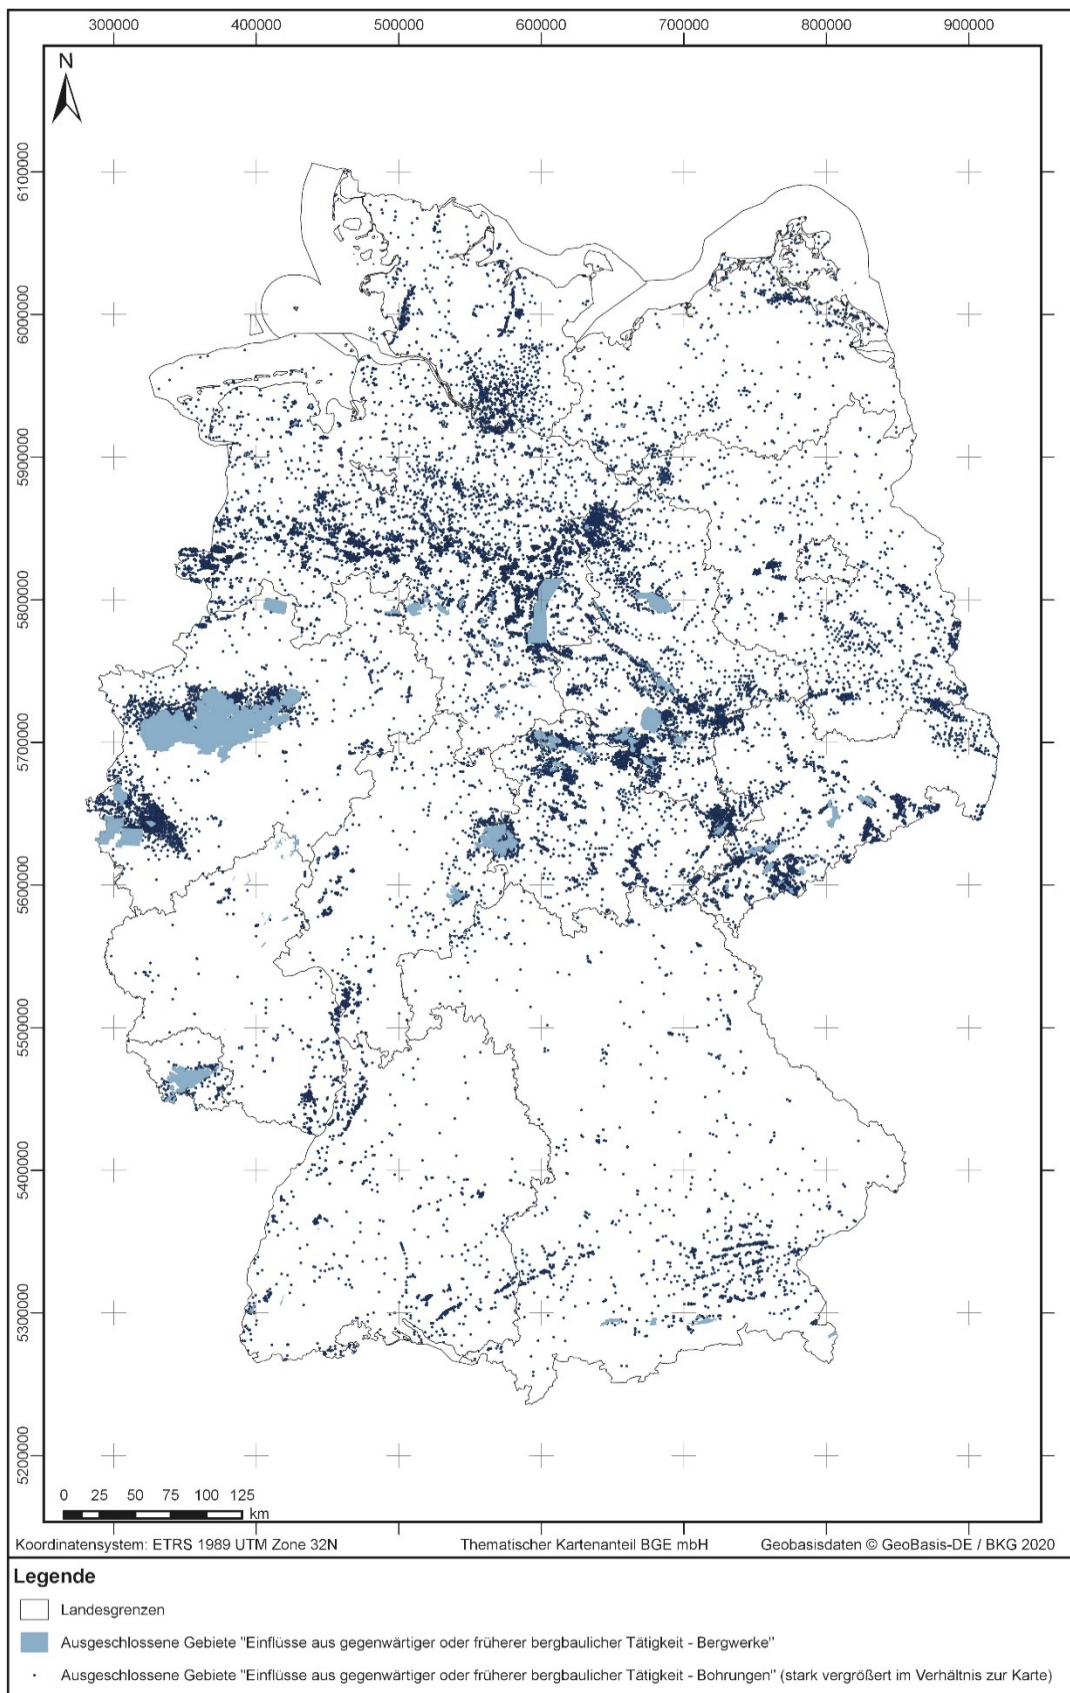 300000 400000 500000 600000 700000 800000 900000
N
6100000
6000000
5900000
5800000
5700000
5600000
5500000
5400000
5300000
5200000
0 25 50 75 100 125
km
Koordinatensystem: ETRS 1989 UTM Zone 32N Thematischer Kartenanteil BGE mbH Geobasisdaten © GeoBasis-DE / BKG 2020
Legende
Landesgrenzen
Ausgeschlossene Gebiete "Einflüsse aus gegenwärtiger oder früherer bergbaulicher Tätigkeit - Bergwerke"
Ausgeschlossene Gebiete "Einflüsse aus gegenwärtiger oder früherer bergbaulicher Tätigkeit - Bohrungen" (stark vergrößert im Verhältnis zur Karte)